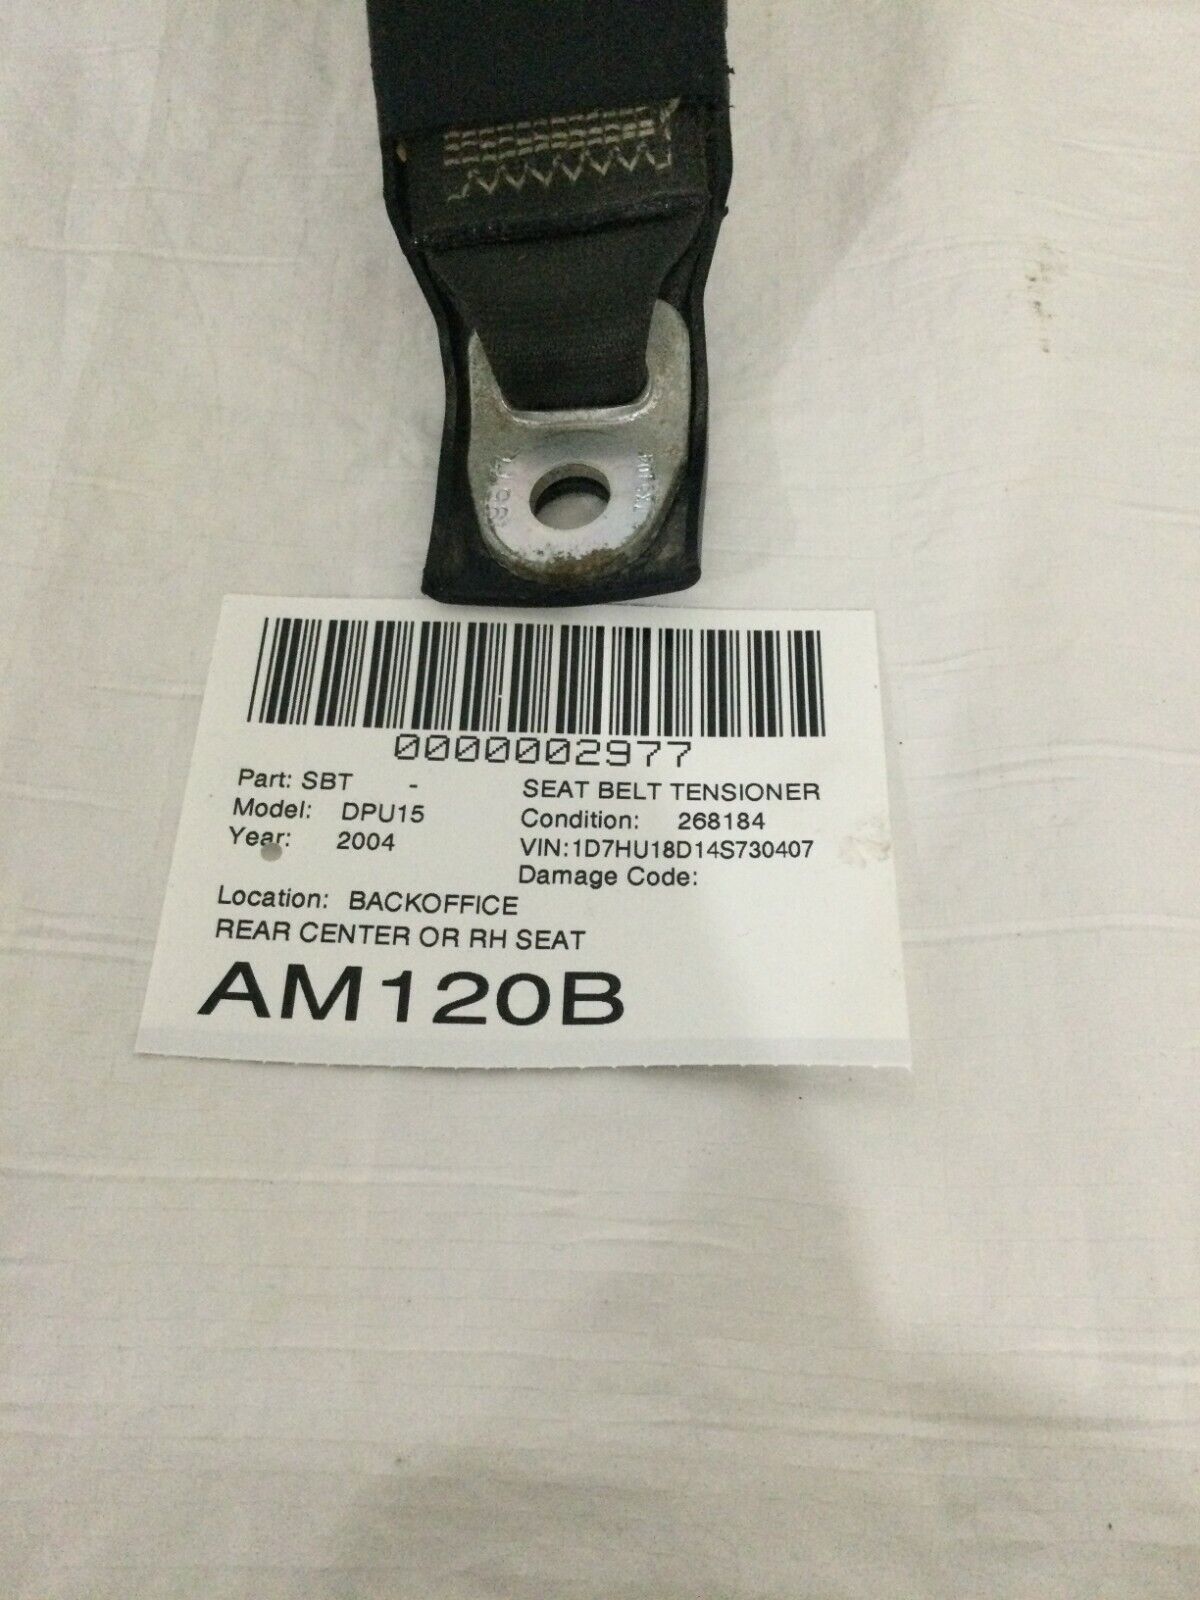 0000002977
Part: SBT - SEAT BELT TENSIONER
Model: DPU15 Condition: 268184
Year: 2004 VIN:1D7HU18D14S730407
Damage Code:
Location: BACKOFFICE
REAR CENTER OR RH SEAT
AM120B